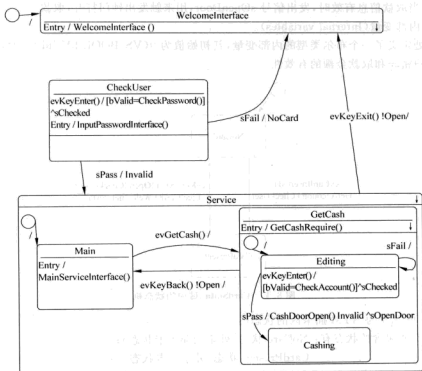 WelcomeInterface
/
Entry / WelcomeInterface ()
/
CheckUser
evKeyEnter() / [bValid=CheckPassword()]
^sChecked
Entry / InputPasswordInterface()
sFail / NoCard
evKeyExit() !Open/
sPass / Invalid
Service
/
GetCash
Entry / GetCashRequire()
/
sFail /
Main
Entry /
MainServiceInterface()
evGetCash() /
evKeyBack() !Open /
Editing
evKeyEnter() /
[bValid=CheckAccount()]^sChecked
/
sPass / CashDoorOpen() Invalid ^sOpenDoor
Cashing